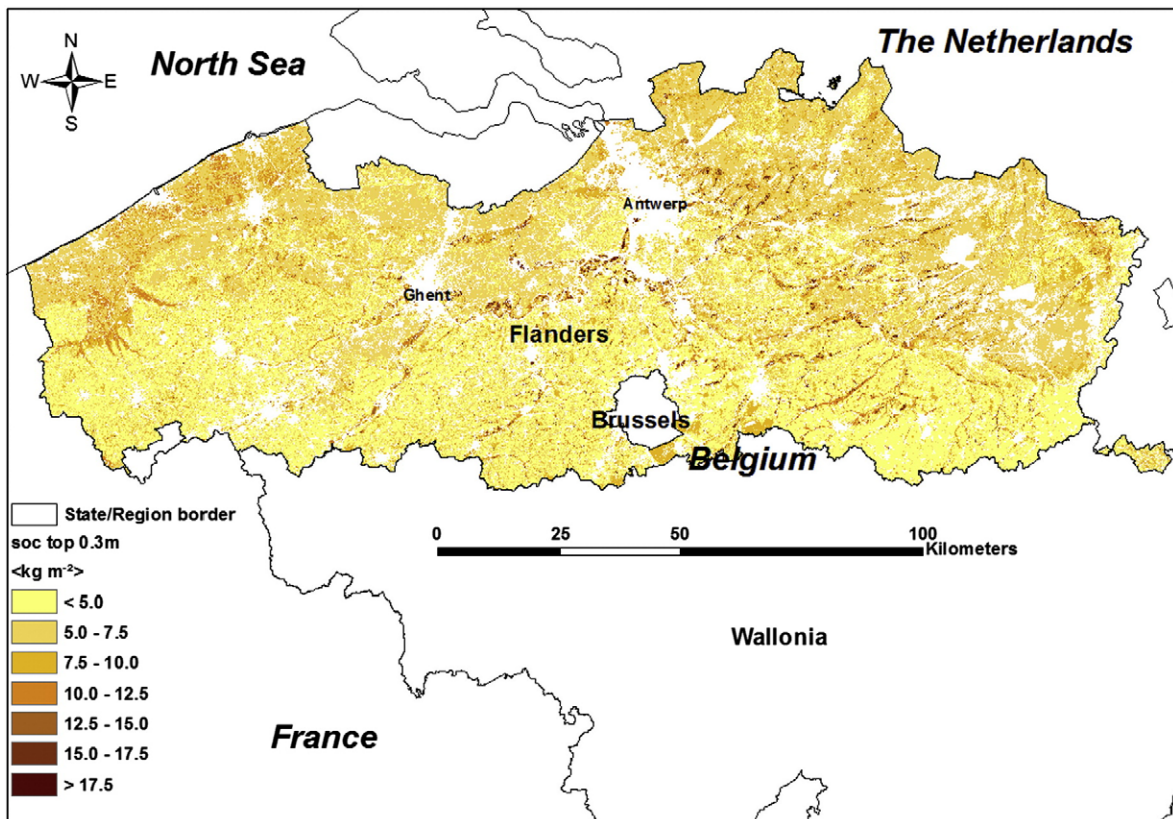 N
W E
S
North Sea
The Netherlands
Antwerp
Ghent
Flanders
Brussels
Belgium
State/Region border
soc top 0.3m
<kg m⁻²>
< 5.0
5.0 - 7.5
7.5 - 10.0
10.0 - 12.5
12.5 - 15.0
15.0 - 17.5
> 17.5
0 25 50 100
Kilometers
Wallonia
France